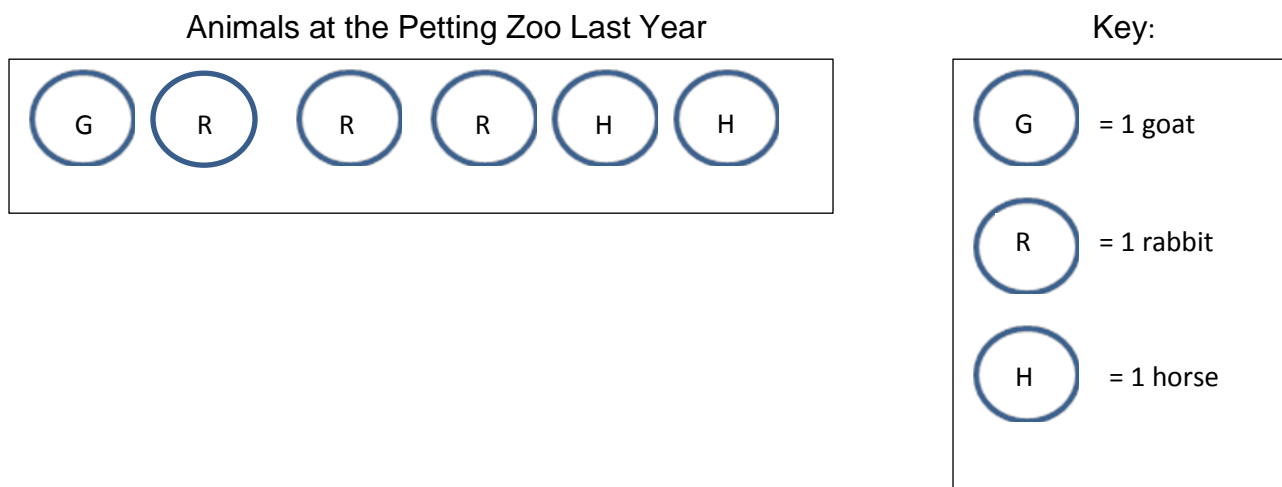 Animals at the Petting Zoo Last Year
G R R R H H
Key:
G = 1 goat
R = 1 rabbit
H = 1 horse